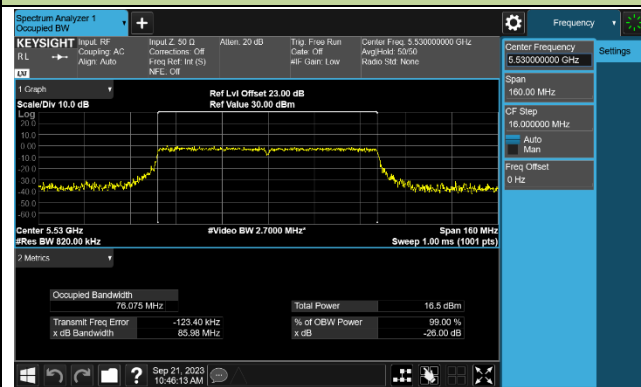 Spectrum Analyzer 1
Occupied BW
+
Frequency
KEYSIGHT
RL
LXI
Input: RF
Coupling: AC
Align: Auto
Input Z: 50 Ω
Corrections: Off
Freq Ref: Int (S)
NFE: Off
Atten: 20 dB
Trig: Free Run
Gate: Off
#IF Gain: Low
Center Freq: 5.530000000 GHz
Avg|Hold: 50/50
Radio Std: None
Center Frequency
5.530000000 GHz
Settings
Span
160.00 MHz
CF Step
16.000000 MHz
Auto
Man
Freq Offset
0 Hz
1 Graph
Scale/Div 10.0 dB
Ref Lvl Offset 23.00 dB
Ref Value 30.00 dBm
Log
20.0
10.0
0.00
-10.0
-20.0
-30.0
-40.0
-50.0
-60.0
Center 5.53 GHz
#Res BW 820.00 kHz
#Video BW 2.7000 MHz*
Span 160 MHz
Sweep 1.00 ms (1001 pts)
2 Metrics
Occupied Bandwidth
76.075 MHz
Total Power 16.5 dBm
Transmit Freq Error -123.40 kHz
% of OBW Power 99.00 %
x dB Bandwidth 85.98 MHz
x dB -26.00 dB
?
Sep 21, 2023
10:46:13 AM